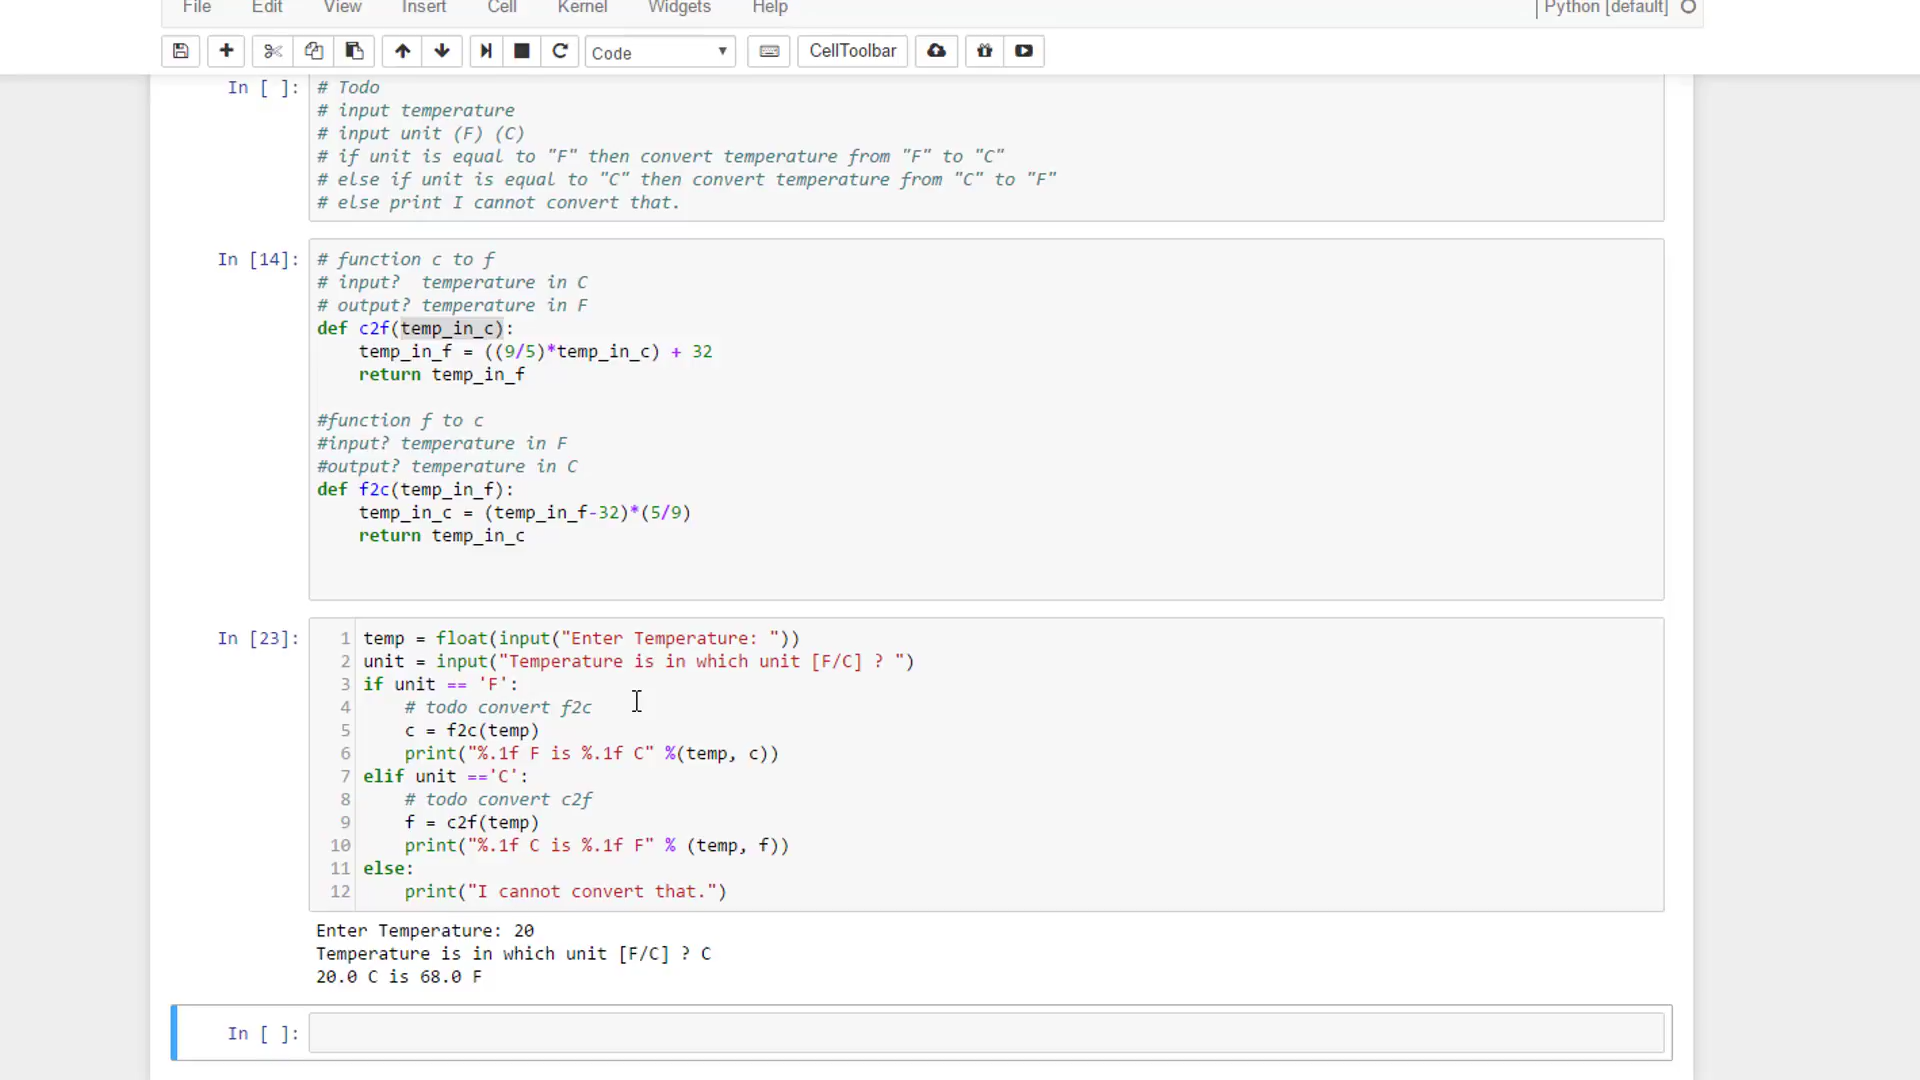 File Edit View Insert Cell Kernel Widgets Help Python [default]
Code CellToolbar
In [ ]:
# Todo
# input temperature
# input unit (F) (C)
# if unit is equal to "F" then convert temperature from "F" to "C"
# else if unit is equal to "C" then convert temperature from "C" to "F"
# else print I cannot convert that.
In [14]:
# function c to f
# input?  temperature in C
# output? temperature in F
def c2f(temp_in_c):
    temp_in_f = ((9/5)*temp_in_c) + 32
    return temp_in_f
#function f to c
#input? temperature in F
#output? temperature in C
def f2c(temp_in_f):
    temp_in_c = (temp_in_f-32)*(5/9)
    return temp_in_c
In [23]:
1 temp = float(input("Enter Temperature: "))
2 unit = input("Temperature is in which unit [F/C] ? ")
3 if unit == 'F':
4     # todo convert f2c
5     c = f2c(temp)
6     print("%.1f F is %.1f C" %(temp, c))
7 elif unit =='C':
8     # todo convert c2f
9     f = c2f(temp)
10     print("%.1f C is %.1f F" % (temp, f))
11 else:
12     print("I cannot convert that.")
Enter Temperature: 20
Temperature is in which unit [F/C] ? C
20.0 C is 68.0 F
In [ ]: